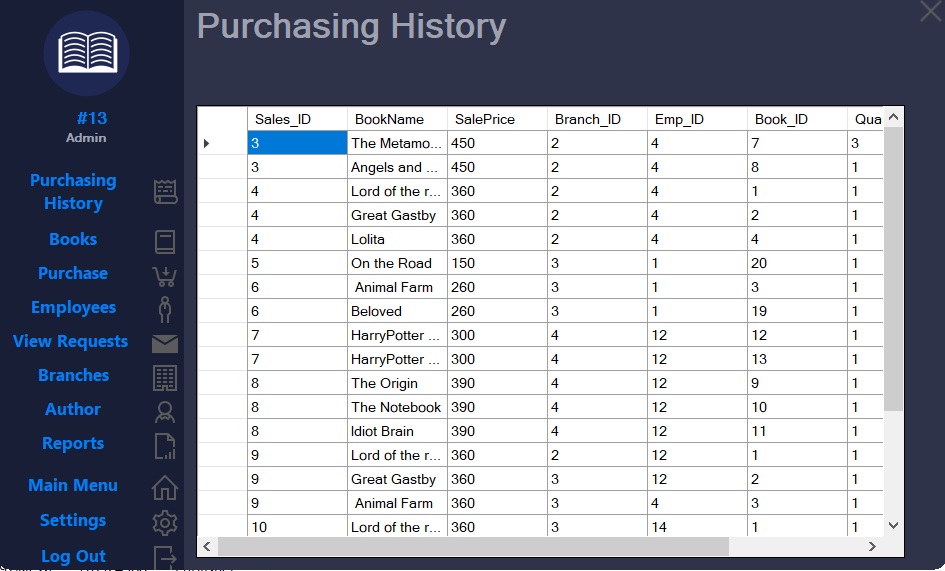 Purchasing History
#13
Admin
Purchasing
History
Books
Purchase
Employees
View Requests
Branches
Author
Reports
Main Menu
Settings
Log Out
Sales_ID BookName SalePrice Branch_ID Emp_ID Book_ID Qua
3 The Metamo... 450 2 4 7 3
3 Angels and ... 450 2 4 8 1
4 Lord of the r... 360 2 4 1 1
4 Great Gastby 360 2 4 2 1
4 Lolita 360 2 4 4 1
5 On the Road 150 3 1 20 1
6 Animal Farm 260 3 1 3 1
6 Beloved 260 3 1 19 1
7 HarryPotter ... 300 4 12 12 1
7 HarryPotter ... 300 4 12 13 1
8 The Origin 390 4 12 9 1
8 The Notebook 390 4 12 10 1
8 Idiot Brain 390 4 12 11 1
9 Lord of the r... 360 2 12 1 1
9 Great Gastby 360 3 12 2 1
9 Animal Farm 360 3 4 3 1
10 Lord of the r... 360 3 14 1 1